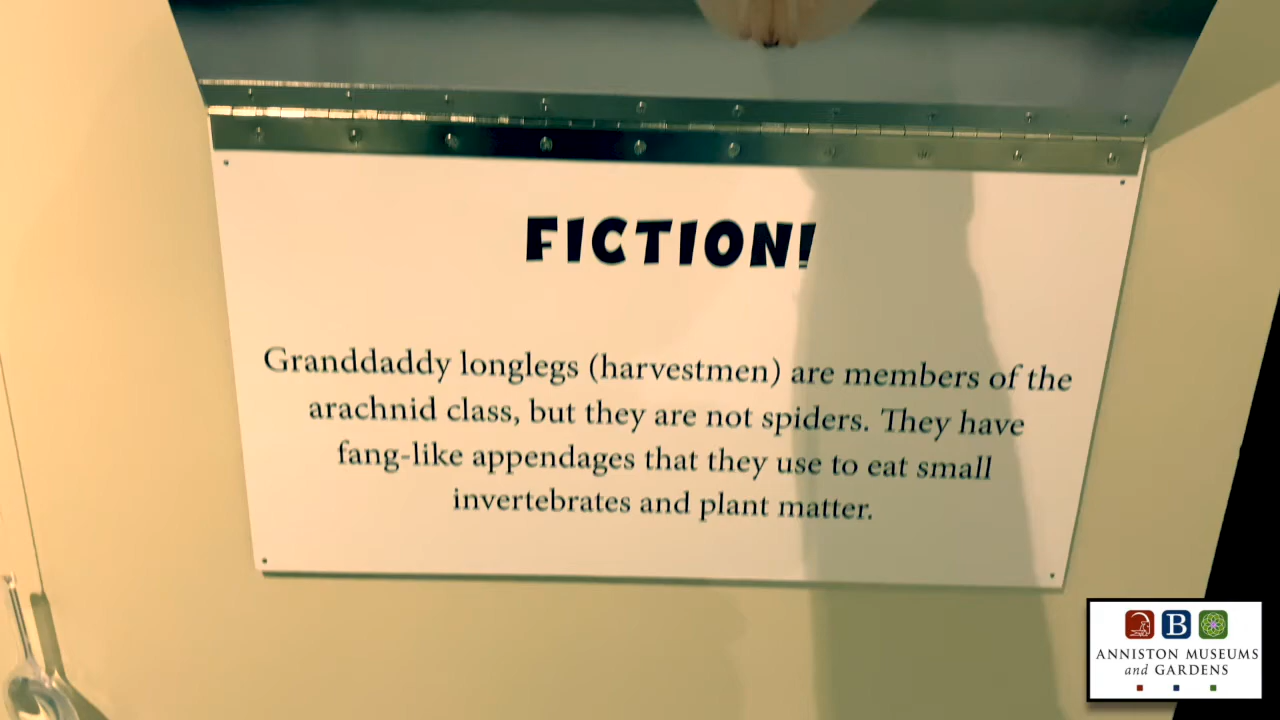 FICTION!
Granddaddy longlegs (harvestmen) are members of the
arachnid class, but they are not spiders. They have
fang-like appendages that they use to eat small
invertebrates and plant matter.
B
ANNISTON MUSEUMS
and GARDENS